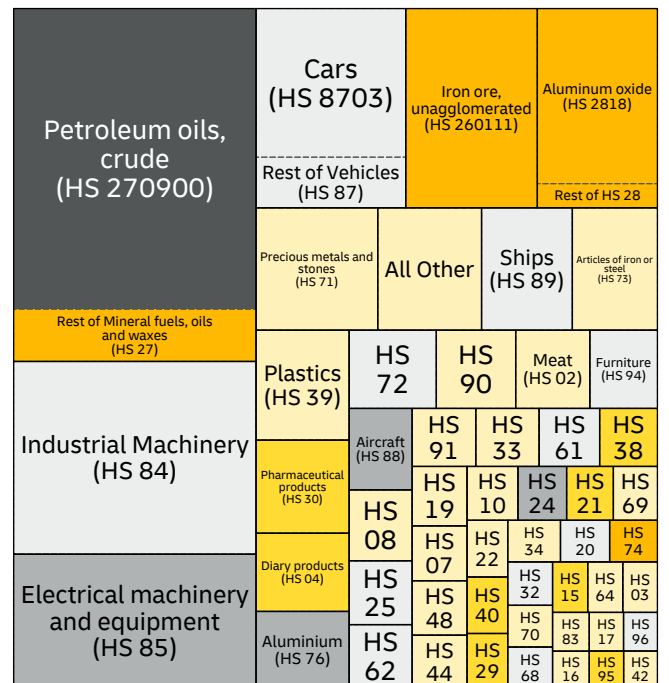 Petroleum oils,
crude
(HS 270900)
Rest of Mineral fuels, oils
and waxes
(HS 27)
Industrial Machinery
(HS 84)
Electrical machinery
and equipment
(HS 85)
Cars
(HS 8703)
Rest of Vehicles
(HS 87)
Iron ore,
unagglomerated
(HS 260111)
Aluminum oxide
(HS 2818)
Rest of HS 28
Precious metals and
stones
(HS 71)
All Other
Ships
(HS 89)
Articles of iron or
steel
(HS 73)
Plastics
(HS 39)
Pharmaceutical
products
(HS 30)
Diary products
(HS 04)
Aluminium
(HS 76)
HS
72
HS
90
Meat
(HS 02)
Furniture
(HS 94)
Aircraft
(HS 88)
HS
08
HS
25
HS
62
HS
91
HS
33
HS
61
HS
38
HS
19
HS
10
HS
24
HS
21
HS
69
HS
07
HS
48
HS
44
HS
22
HS
40
HS
29
HS
34
HS
20
HS
74
HS
32
HS
70
HS
68
HS
15
HS
64
HS
03
HS
83
HS
17
HS
96
HS
16
HS
95
HS
42